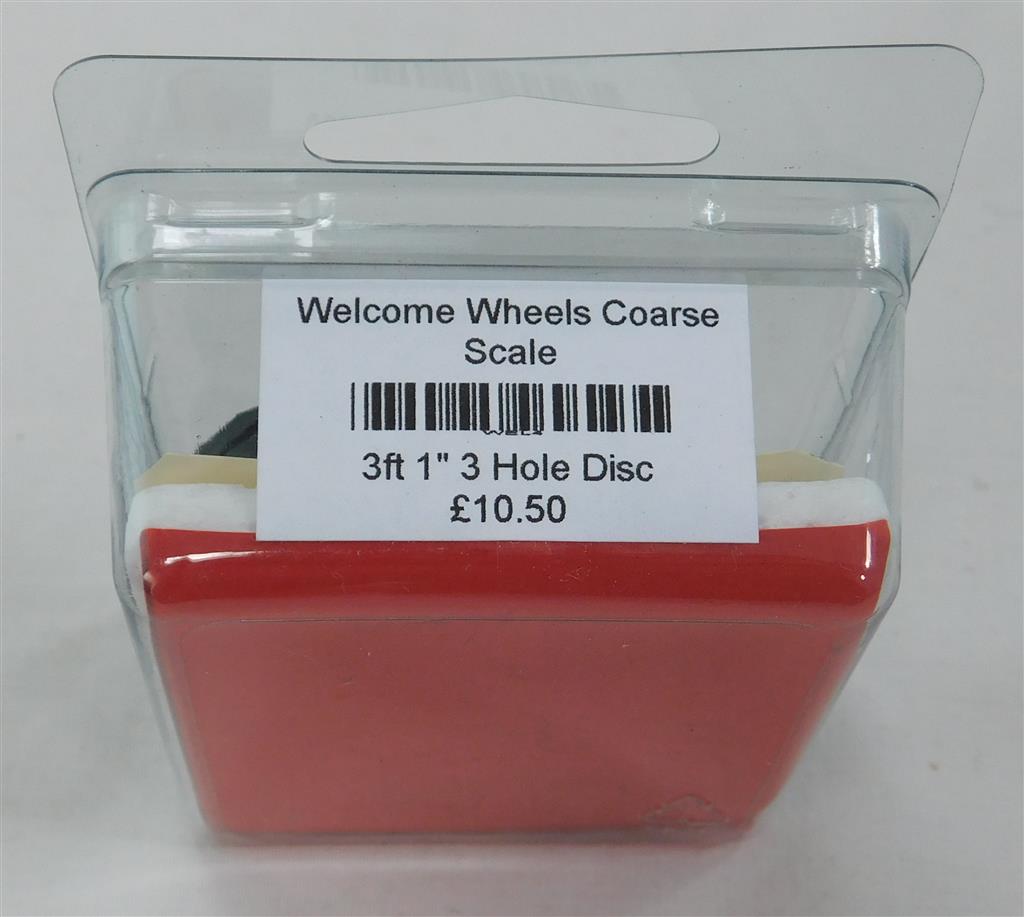 Welcome Wheels Coarse
Scale
3ft 1" 3 Hole Disc
£10.50